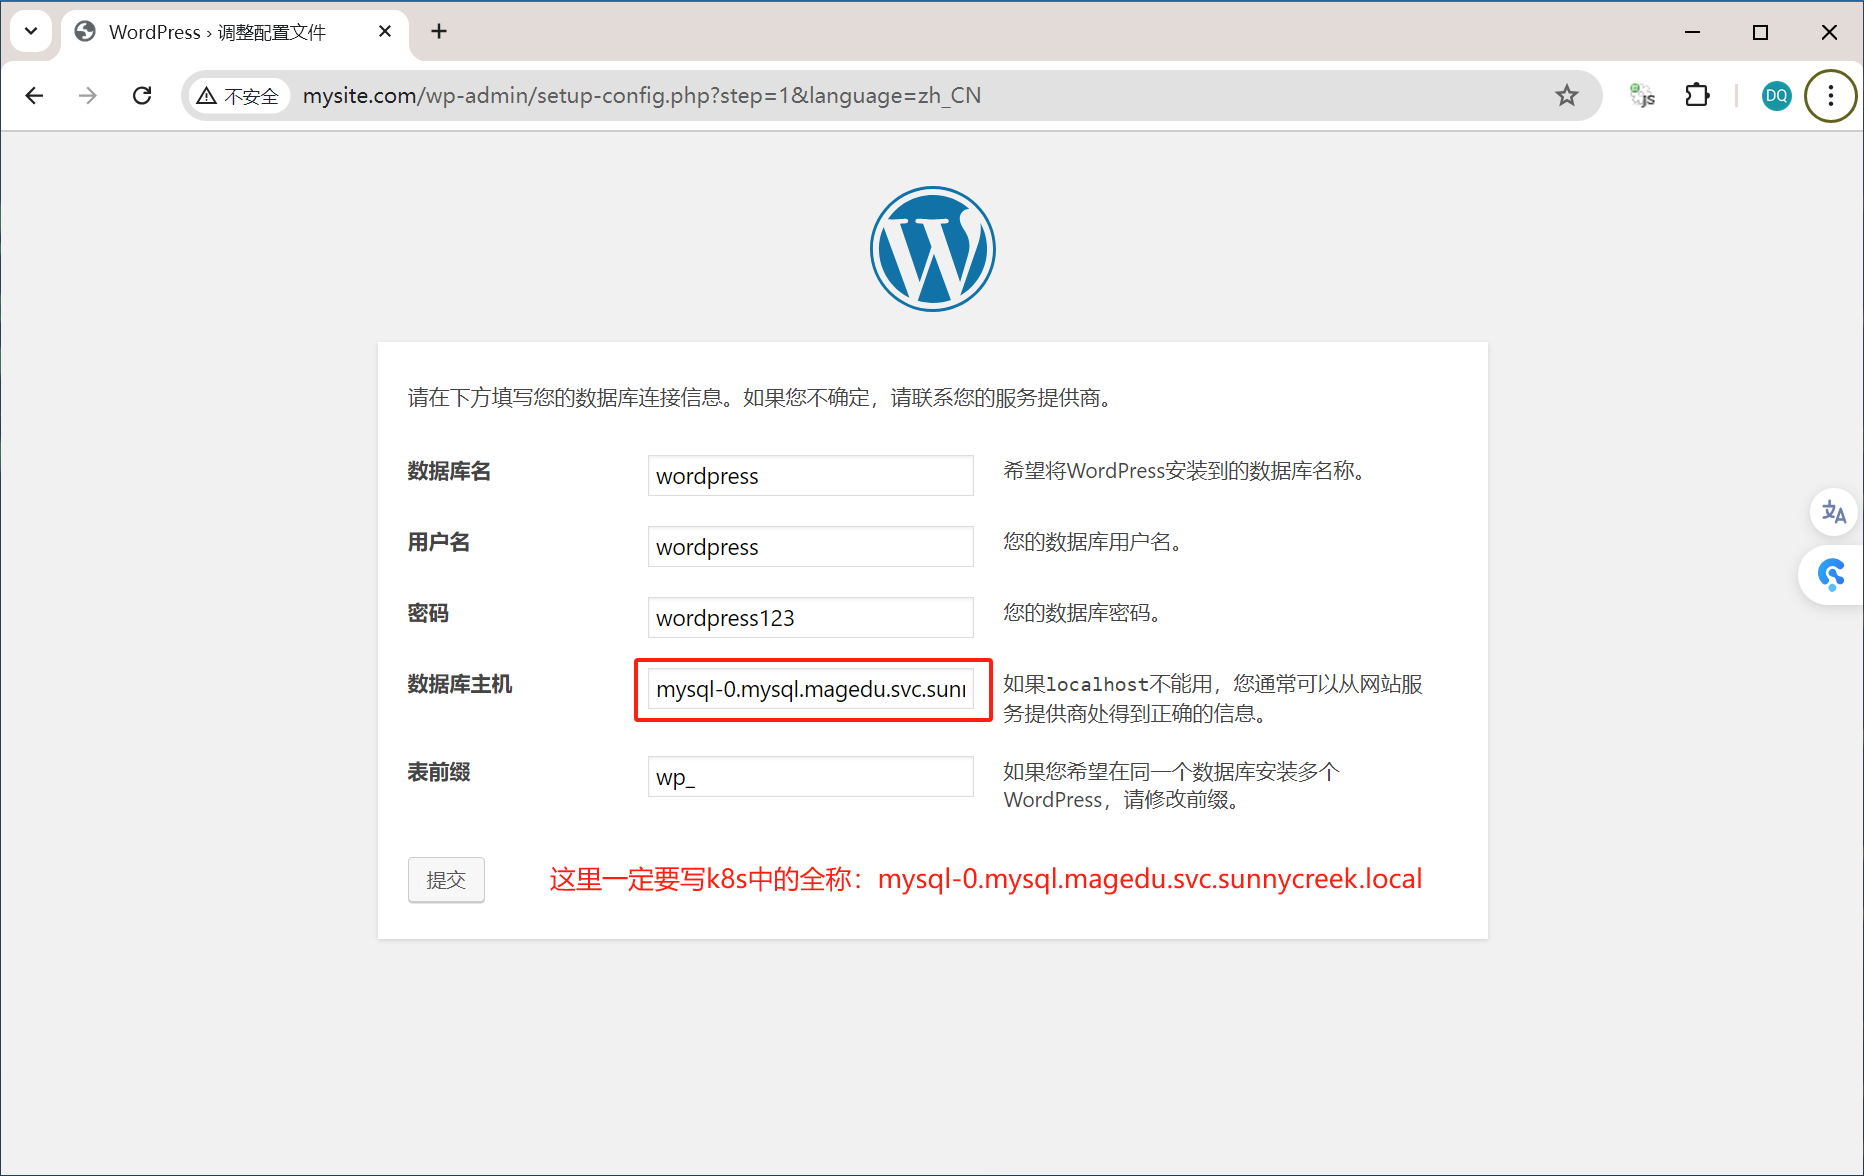 WordPress › 调整配置文件
不安全
mysite.com/wp-admin/setup-config.php?step=1&language=zh_CN
js
DQ
请在下方填写您的数据库连接信息。如果您不确定，请联系您的服务提供商。
数据库名
wordpress
希望将WordPress安装到的数据库名称。
用户名
wordpress
您的数据库用户名。
密码
wordpress123
您的数据库密码。
数据库主机
mysql-0.mysql.magedu.svc.sunn
如果localhost不能用，您通常可以从网站服
务提供商处得到正确的信息。
表前缀
wp_
如果您希望在同一个数据库安装多个
WordPress，请修改前缀。
提交
这里一定要写k8s中的全称：mysql-0.mysql.magedu.svc.sunnycreek.local
文A